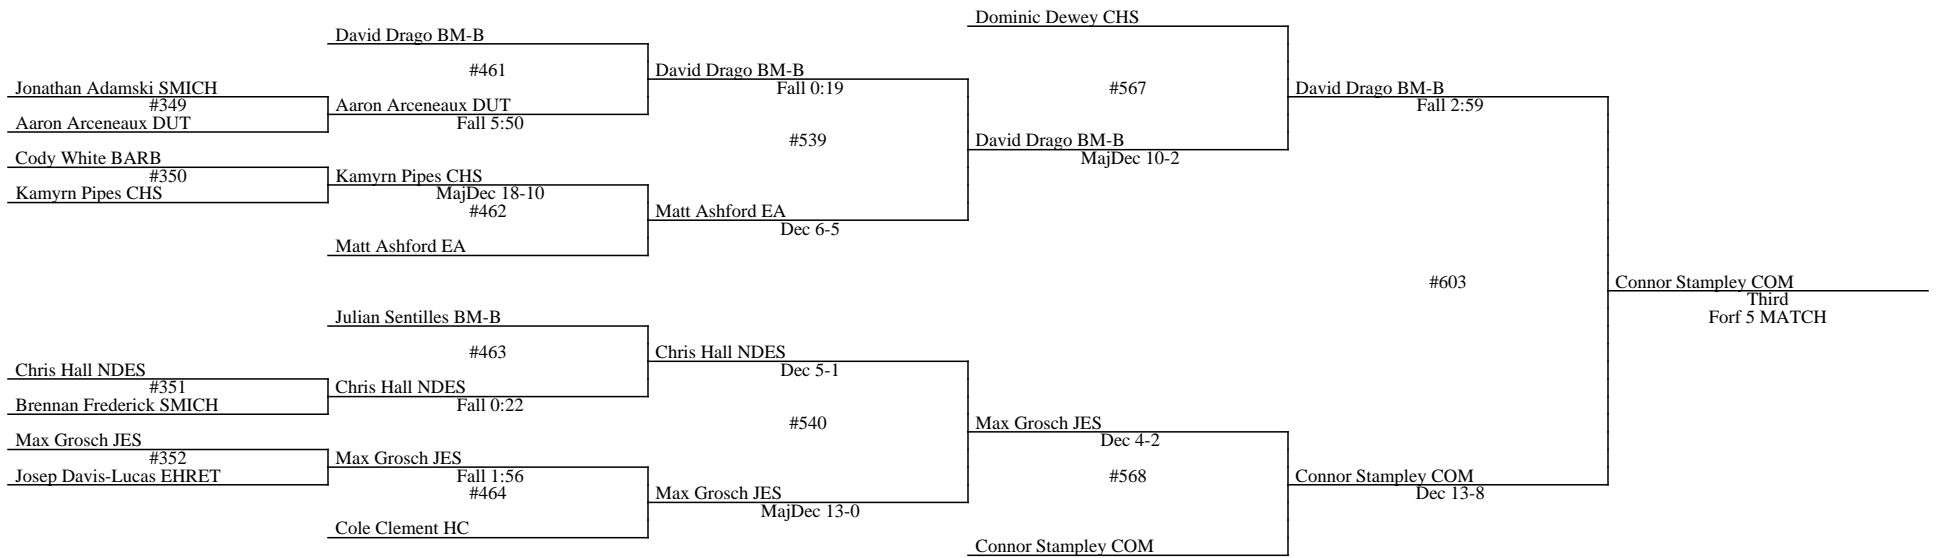 Dominic Dewey CHS
David Drago BM-B
#461
David Drago BM-B
Fall 0:19
#567
David Drago BM-B
Fall 2:59
Jonathan Adamski SMICH
#349
Aaron Arceneaux DUT
Aaron Arceneaux DUT
Fall 5:50
#539
David Drago BM-B
MajDec 10-2
Cody White BARB
#350
Kamyrn Pipes CHS
Kamyrn Pipes CHS
MajDec 18-10
#462
Matt Ashford EA
Dec 6-5
Matt Ashford EA
#603
Connor Stampley COM
Third
Forf 5 MATCH
Julian Sentilles BM-B
#463
Chris Hall NDES
Dec 5-1
Chris Hall NDES
#351
Brennan Frederick SMICH
Chris Hall NDES
Fall 0:22
#540
Max Grosch JES
Dec 4-2
Max Grosch JES
#352
Josep Davis-Lucas EHRET
Max Grosch JES
Fall 1:56
#464
Max Grosch JES
MajDec 13-0
#568
Connor Stampley COM
Dec 13-8
Cole Clement HC
Connor Stampley COM